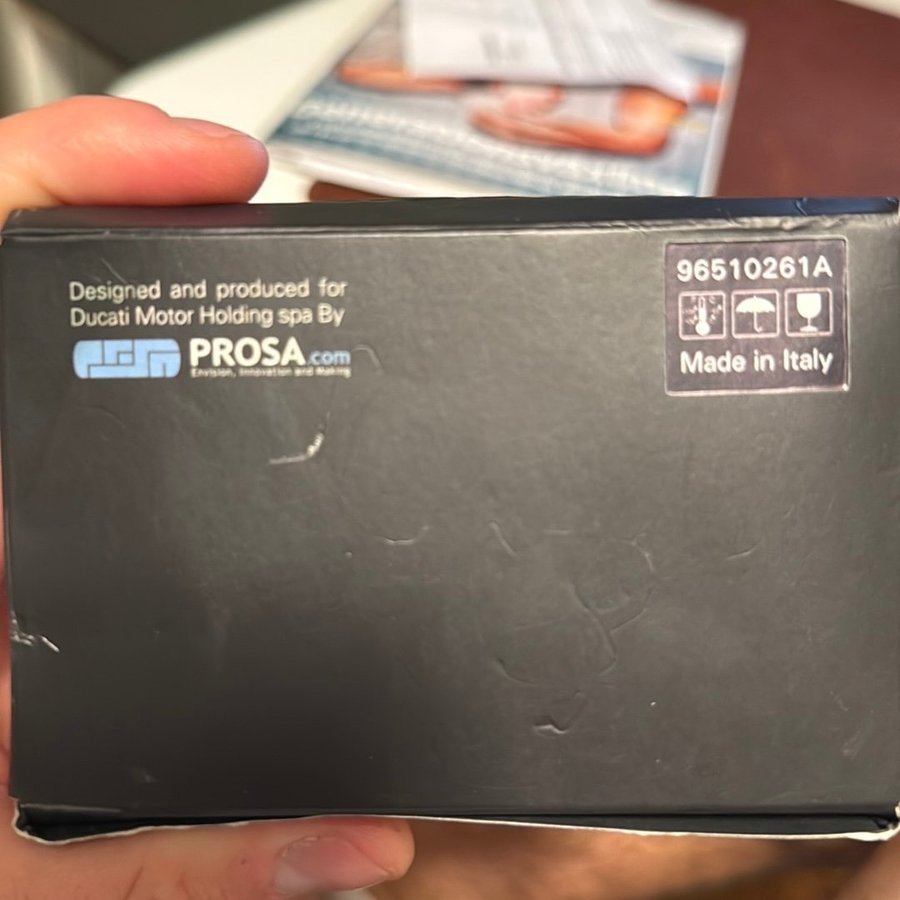 Designed and produced for
Ducati Motor Holding spa By
PROSA.com
Envision, Innovation and Making
96510261A
Made in Italy